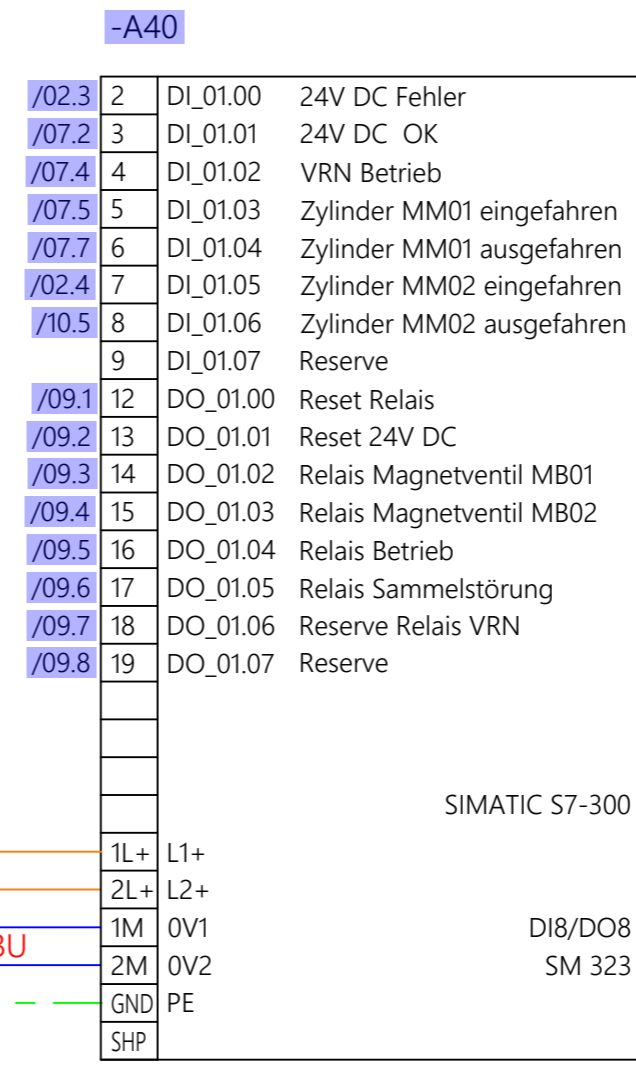 -A40
/02.3 2 DI_01.00 24V DC Fehler
/07.2 3 DI_01.01 24V DC OK
/07.4 4 DI_01.02 VRN Betrieb
/07.5 5 DI_01.03 Zylinder MM01 eingefahren
/07.7 6 DI_01.04 Zylinder MM01 ausgefahren
/02.4 7 DI_01.05 Zylinder MM02 eingefahren
/10.5 8 DI_01.06 Zylinder MM02 ausgefahren
9 DI_01.07 Reserve
/09.1 12 DO_01.00 Reset Relais
/09.2 13 DO_01.01 Reset 24V DC
/09.3 14 DO_01.02 Relais Magnetventil MB01
/09.4 15 DO_01.03 Relais Magnetventil MB02
/09.5 16 DO_01.04 Relais Betrieb
/09.6 17 DO_01.05 Relais Sammelstörung
/09.7 18 DO_01.06 Reserve Relais VRN
/09.8 19 DO_01.07 Reserve
SIMATIC S7-300
1L+ L1+
2L+ L2+
1M 0V1 DI8/DO8
2M 0V2 SM 323
GND PE
SHP